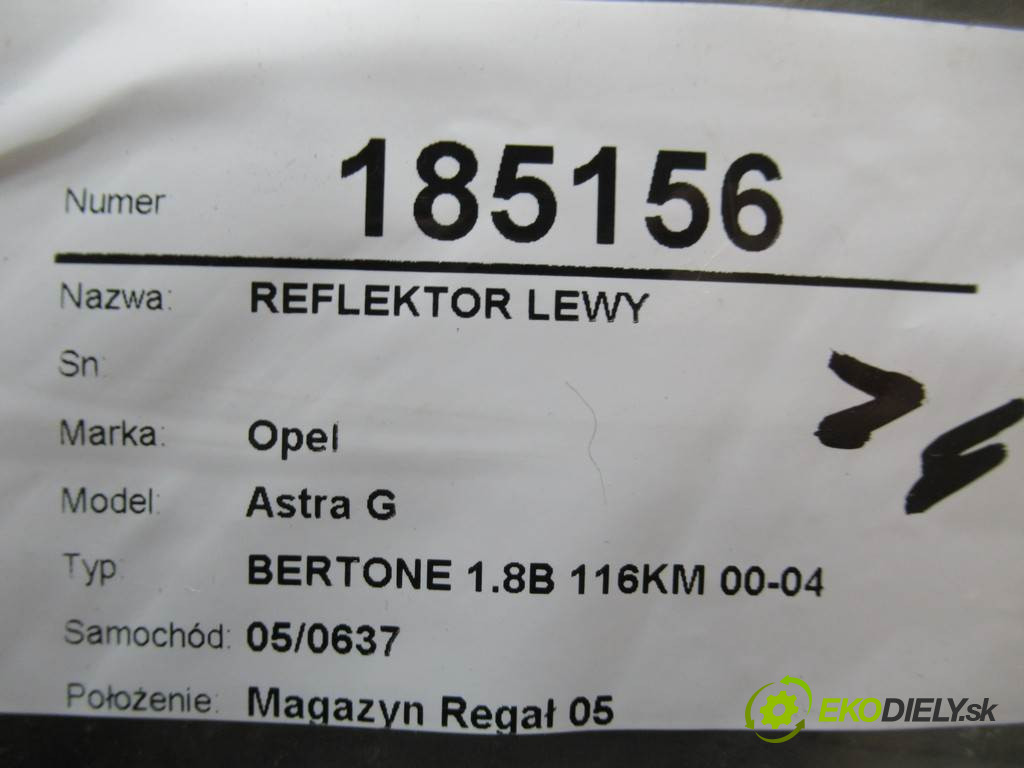 Numer 185156
Nazwa: REFLEKTOR LEWY
Sn:
Marka: Opel
Model: Astra G
Typ: BERTONE 1.8B 116KM 00-04
Samochód: 05/0637
Położenie: Magazyn Regał 05
EKODIELY.sk